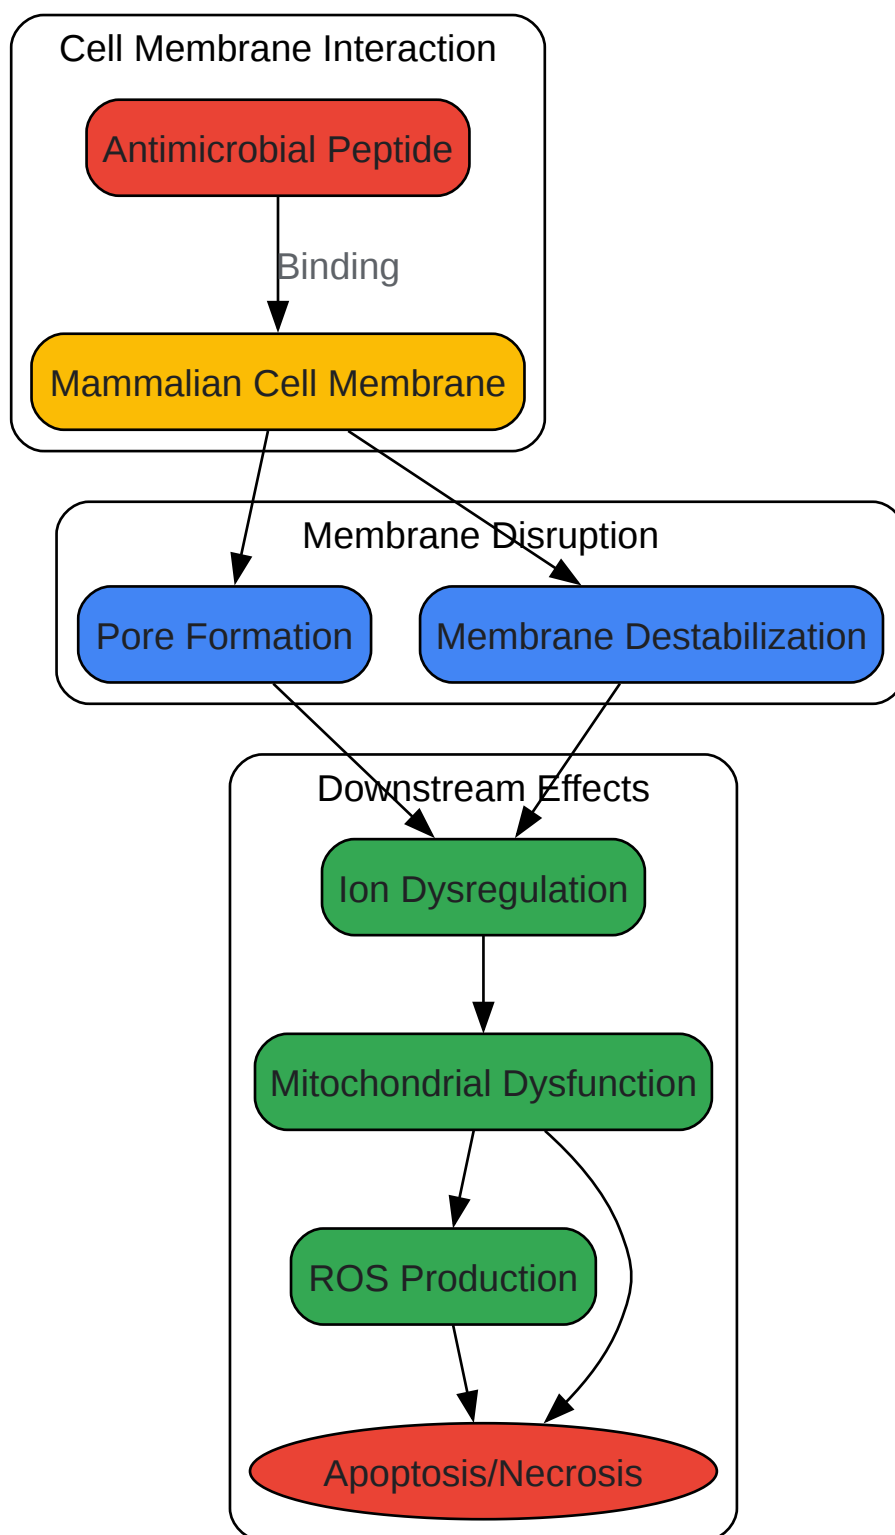 Cell Membrane Interaction
Antimicrobial Peptide
Binding
Mammalian Cell Membrane
Membrane Disruption
Pore Formation
Membrane Destabilization
Downstream Effects
Ion Dysregulation
Mitochondrial Dysfunction
ROS Production
Apoptosis/Necrosis